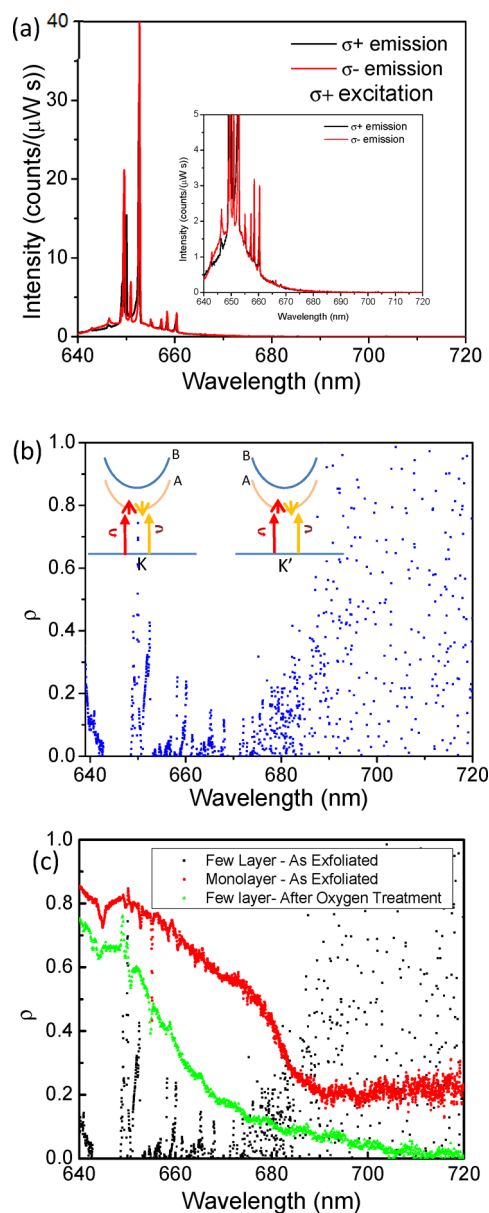 (a)
σ+ emission
σ- emission
σ+ excitation
Intensity (counts/(μW s))
40
30
20
10
0
5
4
3
2
1
0
Intensity (counts/(μW s))
σ+ emission
σ- emission
640 650 660 670 680 690 700 710 720
Wavelength (nm)
640 660 680 700 720
Wavelength (nm)
(b)
1.0
0.8
0.6
0.4
0.2
0.0
ρ
B
A
K
B
A
K’
640 660 680 700 720
Wavelength (nm)
(c)
1.0
0.8
0.6
0.4
0.2
0.0
ρ
Few Layer - As Exfoliated
Monolayer - As Exfoliated
Few layer- After Oxygen Treatment
640 660 680 700 720
Wavelength (nm)